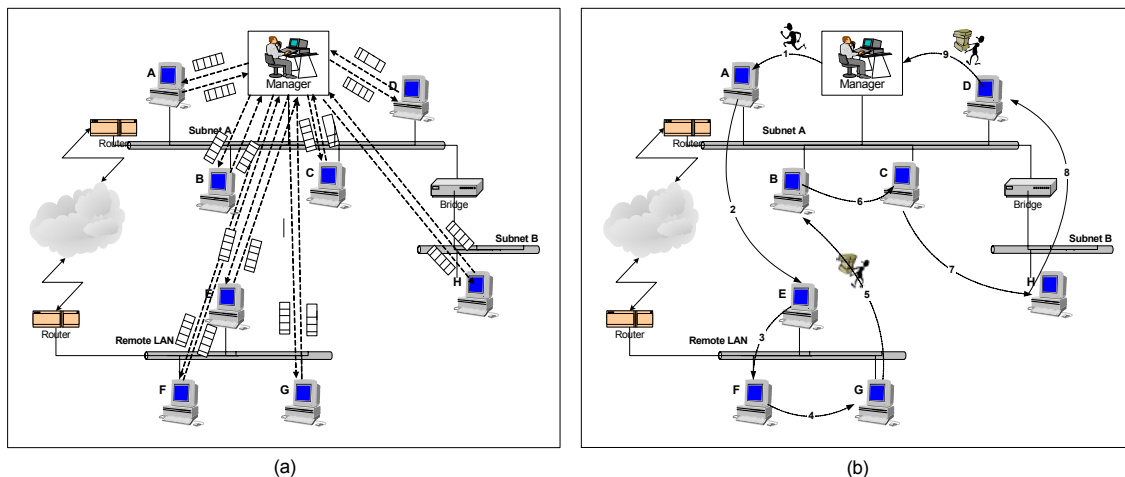 Manager
A
D
Router
Subnet A
B
C
Bridge
Subnet B
H
E
Router
Remote LAN
F
G
(a)
1
9
Manager
A
D
Router
Subnet A
B
C
6
8
Bridge
2
Subnet B
7
5
H
E
Router
3
Remote LAN
F
G
4
(b)